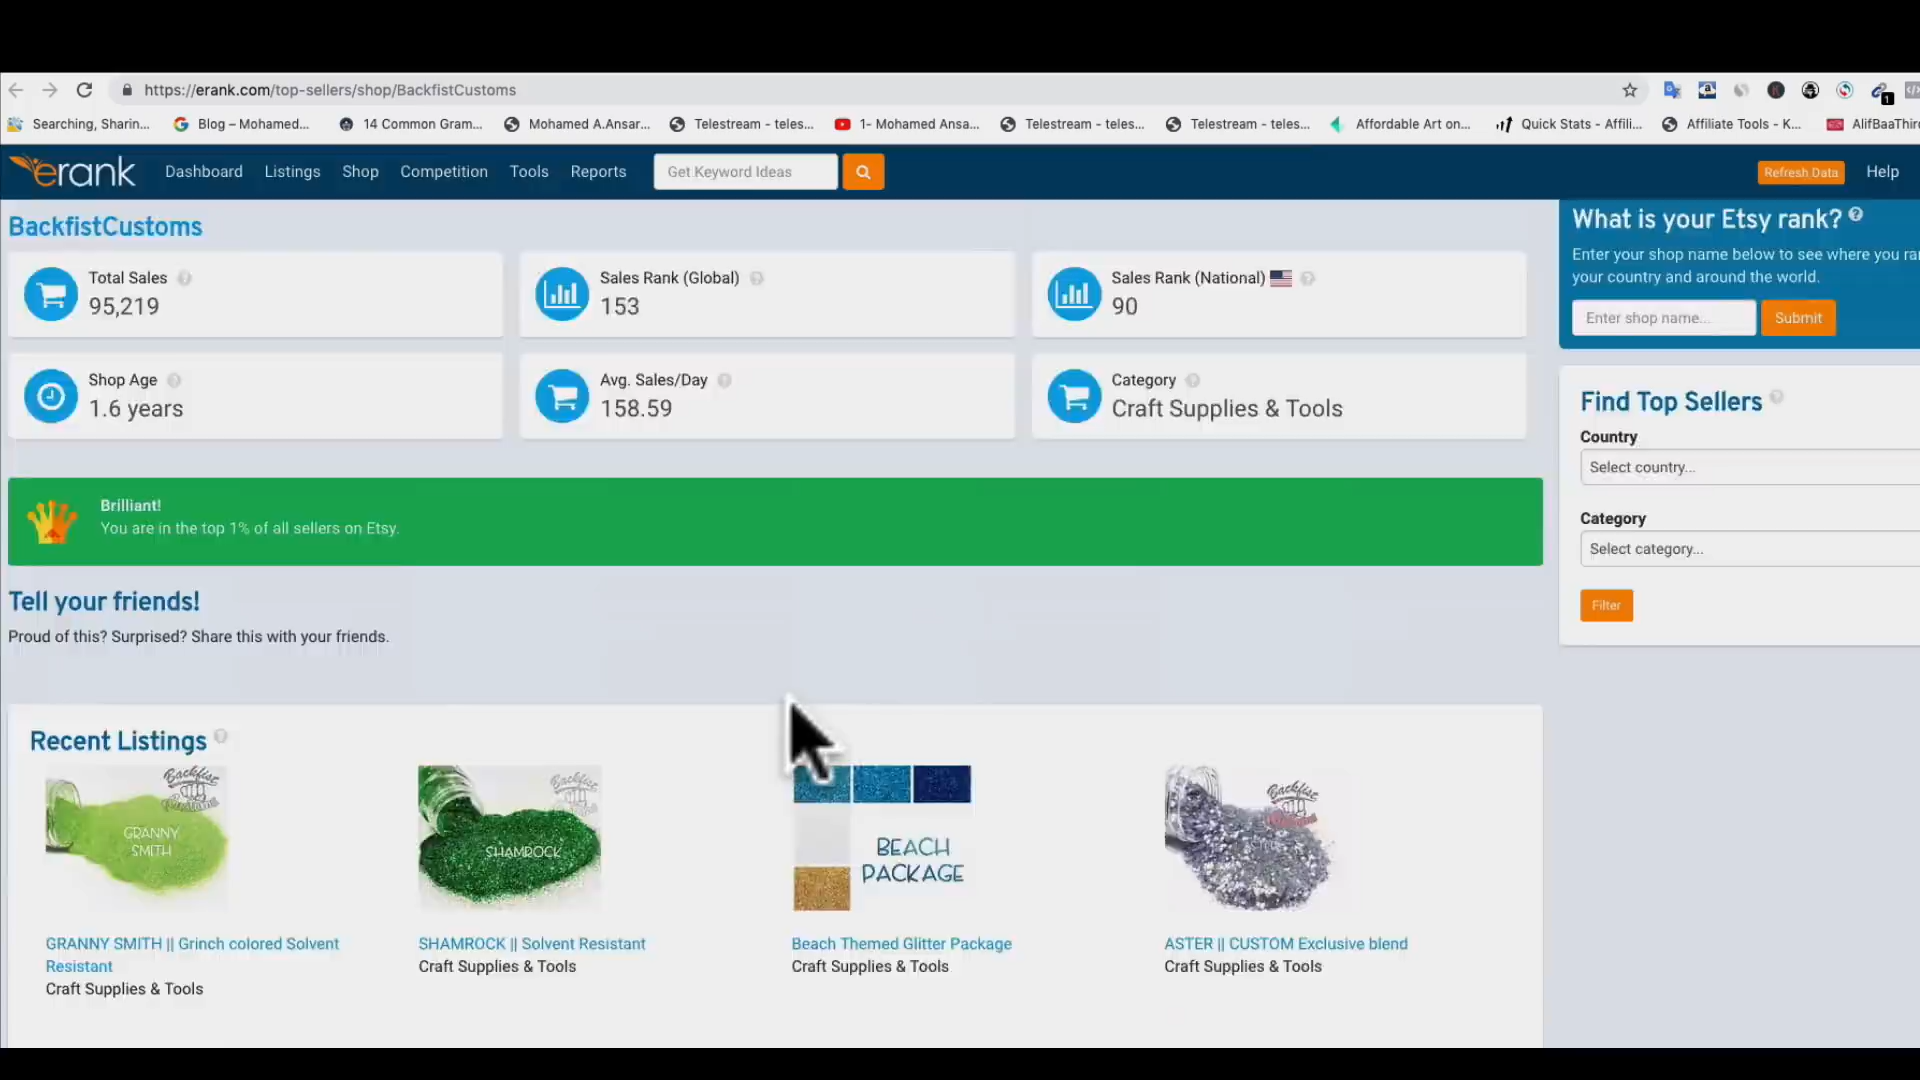 https://erank.com/top-sellers/shop/BackfistCustoms
1
Searching, Sharin...
Blog – Mohamed...
14 Common Gram...
Mohamed A.Ansar...
Telestream - teles...
1- Mohamed Ansa...
Telestream - teles...
Telestream - teles...
Affordable Art on...
Quick Stats - Affili...
Affiliate Tools - K...
AlifBaaThir
erank
Dashboard
Listings
Shop
Competition
Tools
Reports
Get Keyword Ideas
Refresh Data
Help
BackfistCustoms
Total Sales
95,219
Sales Rank (Global)
153
Sales Rank (National)
90
Shop Age
1.6 years
Avg. Sales/Day
158.59
Category
Craft Supplies & Tools
Brilliant!
You are in the top 1% of all sellers on Etsy.
Tell your friends!
Proud of this? Surprised? Share this with your friends.
What is your Etsy rank?
Enter your shop name below to see where you ra
your country and around the world.
Enter shop name...
Submit
Find Top Sellers
Country
Select country...
Category
Select category...
Filter
Recent Listings
Backfist
GRANNY
SMITH
Backfist
SHAMROCK
BEACH
PACKAGE
Backfist
GRANNY SMITH || Grinch colored Solvent
Resistant
Craft Supplies & Tools
SHAMROCK || Solvent Resistant
Craft Supplies & Tools
Beach Themed Glitter Package
Craft Supplies & Tools
ASTER || CUSTOM Exclusive blend
Craft Supplies & Tools